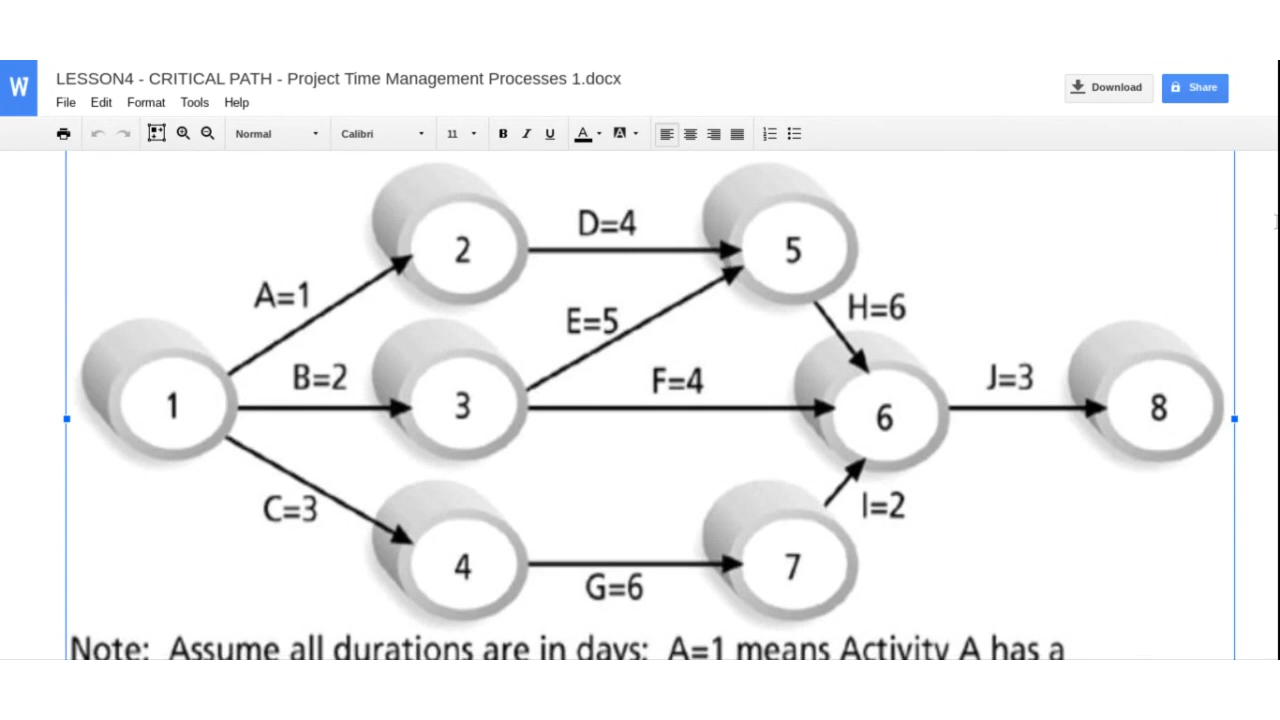 W
LESSON4 - CRITICAL PATH - Project Time Management Processes 1.docx
File Edit Format Tools Help
Download
Share
Normal
Calibri
11
B I U A A
2
D=4
5
A=1
E=5
H=6
B=2
F=4
J=3
1
3
6
8
C=3
I=2
4
G=6
7
Note: Assume all durations are in days; A=1 means Activity A has a